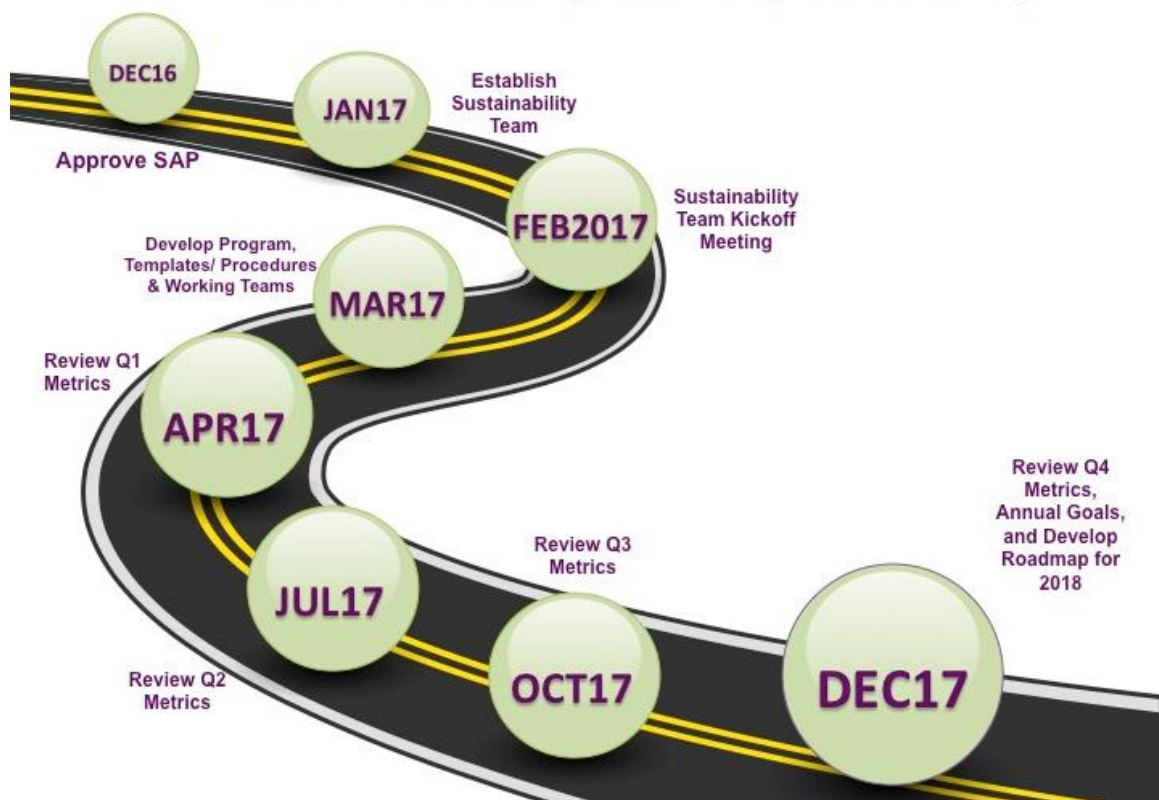 DEC16
Approve SAP
JAN17
Establish
Sustainability
Team
FEB2017
Sustainability
Team Kickoff
Meeting
Develop Program,
Templates/ Procedures
& Working Teams
MAR17
Review Q1
Metrics
APR17
JUL17
Review Q2
Metrics
Review Q3
Metrics
OCT17
Review Q4
Metrics,
Annual Goals,
and Develop
Roadmap for
2018
DEC17